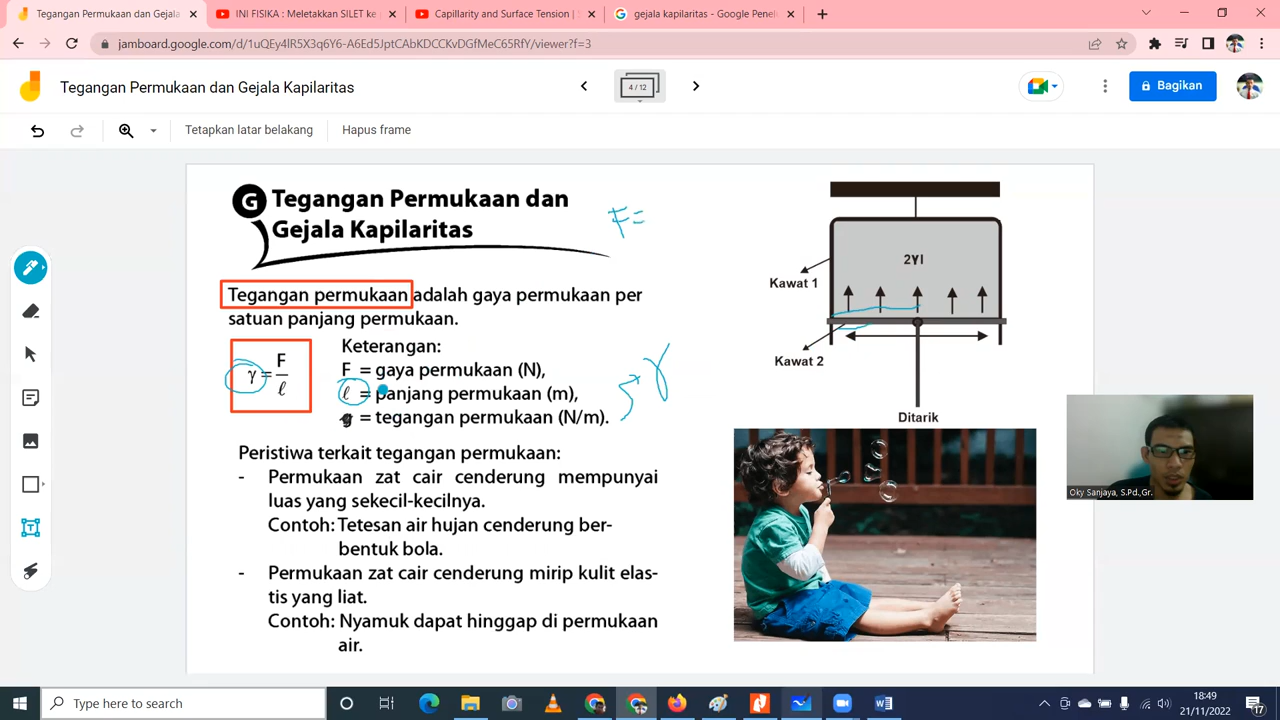 Tegangan Permukaan dan Gejala
INI FISIKA : Meletakkan SILET ke
Capillarity and Surface Tension |
gejala kapilaritas - Google Penel
jamboard.google.com/d/1uQEy4lR5X3q6Y6-A6Ed5JptCAbKDCCKvDGfMeC65RfY/viewer?f=3
Tegangan Permukaan dan Gejala Kapilaritas
4 / 12
Bagikan
Tetapkan latar belakang
Hapus frame
G Tegangan Permukaan dan
Gejala Kapilaritas
F=
Tegangan permukaan adalah gaya permukaan per
satuan panjang permukaan.
γ = F
ℓ
Keterangan:
F = gaya permukaan (N),
ℓ = panjang permukaan (m),
= tegangan permukaan (N/m).
γ
Peristiwa terkait tegangan permukaan:
- Permukaan zat cair cenderung mempunyai
luas yang sekecil-kecilnya.
Contoh: Tetesan air hujan cenderung ber-
bentuk bola.
- Permukaan zat cair cenderung mirip kulit elas-
tis yang liat.
Contoh: Nyamuk dapat hinggap di permukaan
air.
2γl
Kawat 1
Kawat 2
Ditarik
Oky Sanjaya, S.Pd.,Gr.
Type here to search
18:49
21/11/2022
17